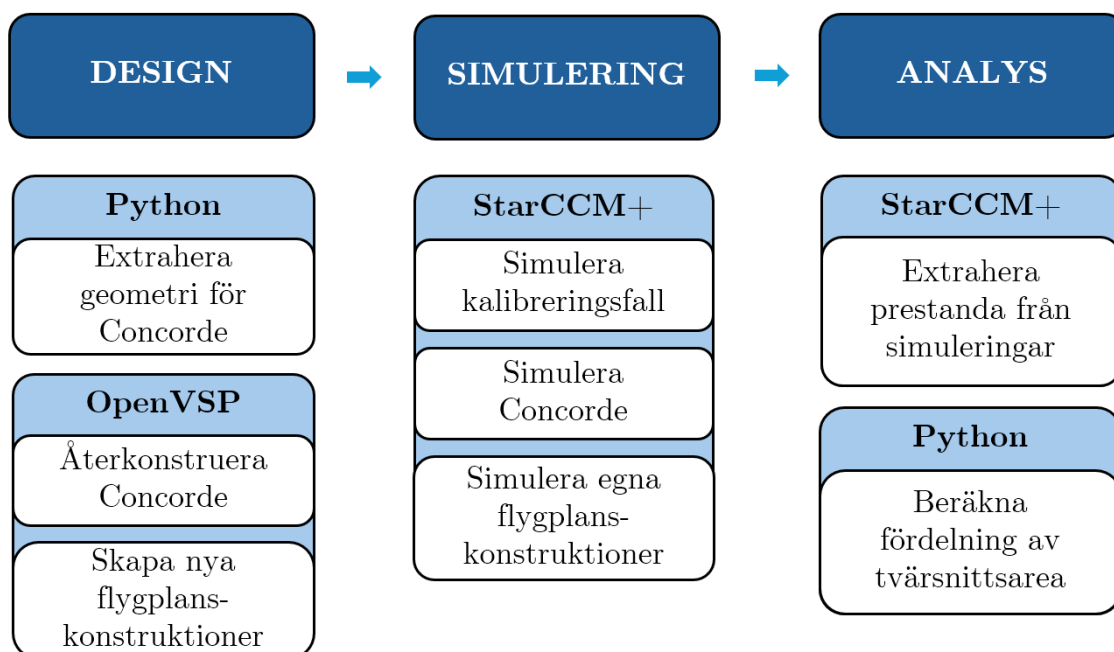 DESIGN
SIMULERING
ANALYS
Python
Extrahera
geometri för
Concorde
OpenVSP
Återkonstruera
Concorde
Skapa nya
flygplans-
konstruktioner
StarCCM+
Simulera
kalibreringsfall
Simulera
Concorde
Simulera egna
flygplans-
konstruktioner
StarCCM+
Extrahera
prestanda från
simuleringar
Python
Beräkna
fördelning av
tvärsnittsarea